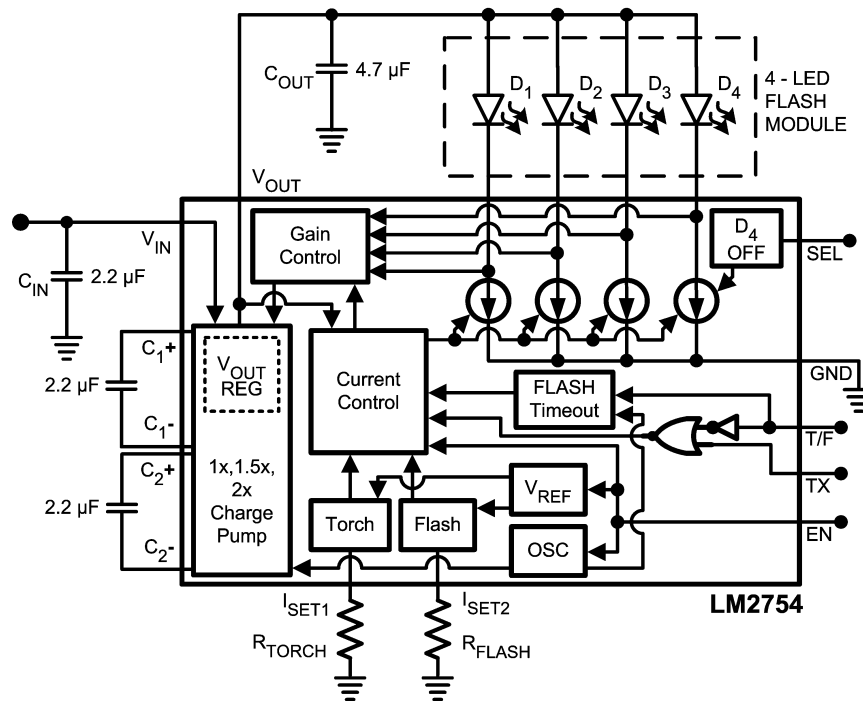 C_OUT
4.7 µF
D1
D2
D3
D4
4 - LED
FLASH
MODULE
V_OUT
V_IN
C_IN
2.2 µF
Gain
Control
D4
OFF
SEL
C1+
2.2 µF
C1-
V_OUT
REG
Current
Control
FLASH
Timeout
GND
T/F
C2+
2.2 µF
C2-
1x,1.5x,
2x
Charge
Pump
Torch
Flash
V_REF
OSC
TX
EN
I_SET1
R_TORCH
I_SET2
R_FLASH
LM2754